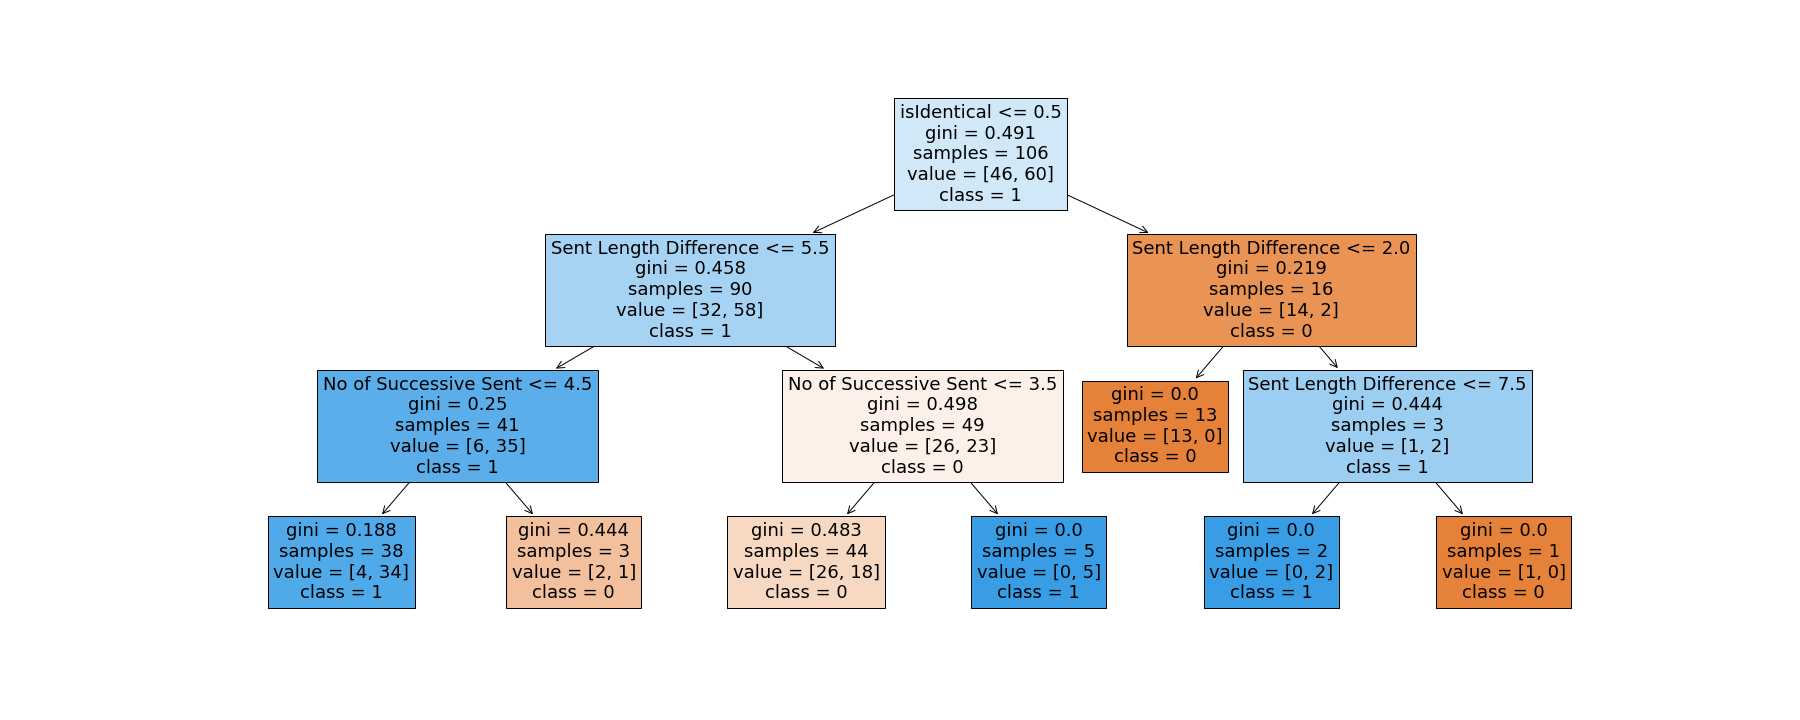 isIdentical <= 0.5
gini = 0.491
samples = 106
value = [46, 60]
class = 1
Sent Length Difference <= 5.5
gini = 0.458
samples = 90
value = [32, 58]
class = 1
Sent Length Difference <= 2.0
gini = 0.219
samples = 16
value = [14, 2]
class = 0
No of Successive Sent <= 4.5
gini = 0.25
samples = 41
value = [6, 35]
class = 1
No of Successive Sent <= 3.5
gini = 0.498
samples = 49
value = [26, 23]
class = 0
gini = 0.0
samples = 13
value = [13, 0]
class = 0
Sent Length Difference <= 7.5
gini = 0.444
samples = 3
value = [1, 2]
class = 1
gini = 0.188
samples = 38
value = [4, 34]
class = 1
gini = 0.444
samples = 3
value = [2, 1]
class = 0
gini = 0.483
samples = 44
value = [26, 18]
class = 0
gini = 0.0
samples = 5
value = [0, 5]
class = 1
gini = 0.0
samples = 2
value = [0, 2]
class = 1
gini = 0.0
samples = 1
value = [1, 0]
class = 0